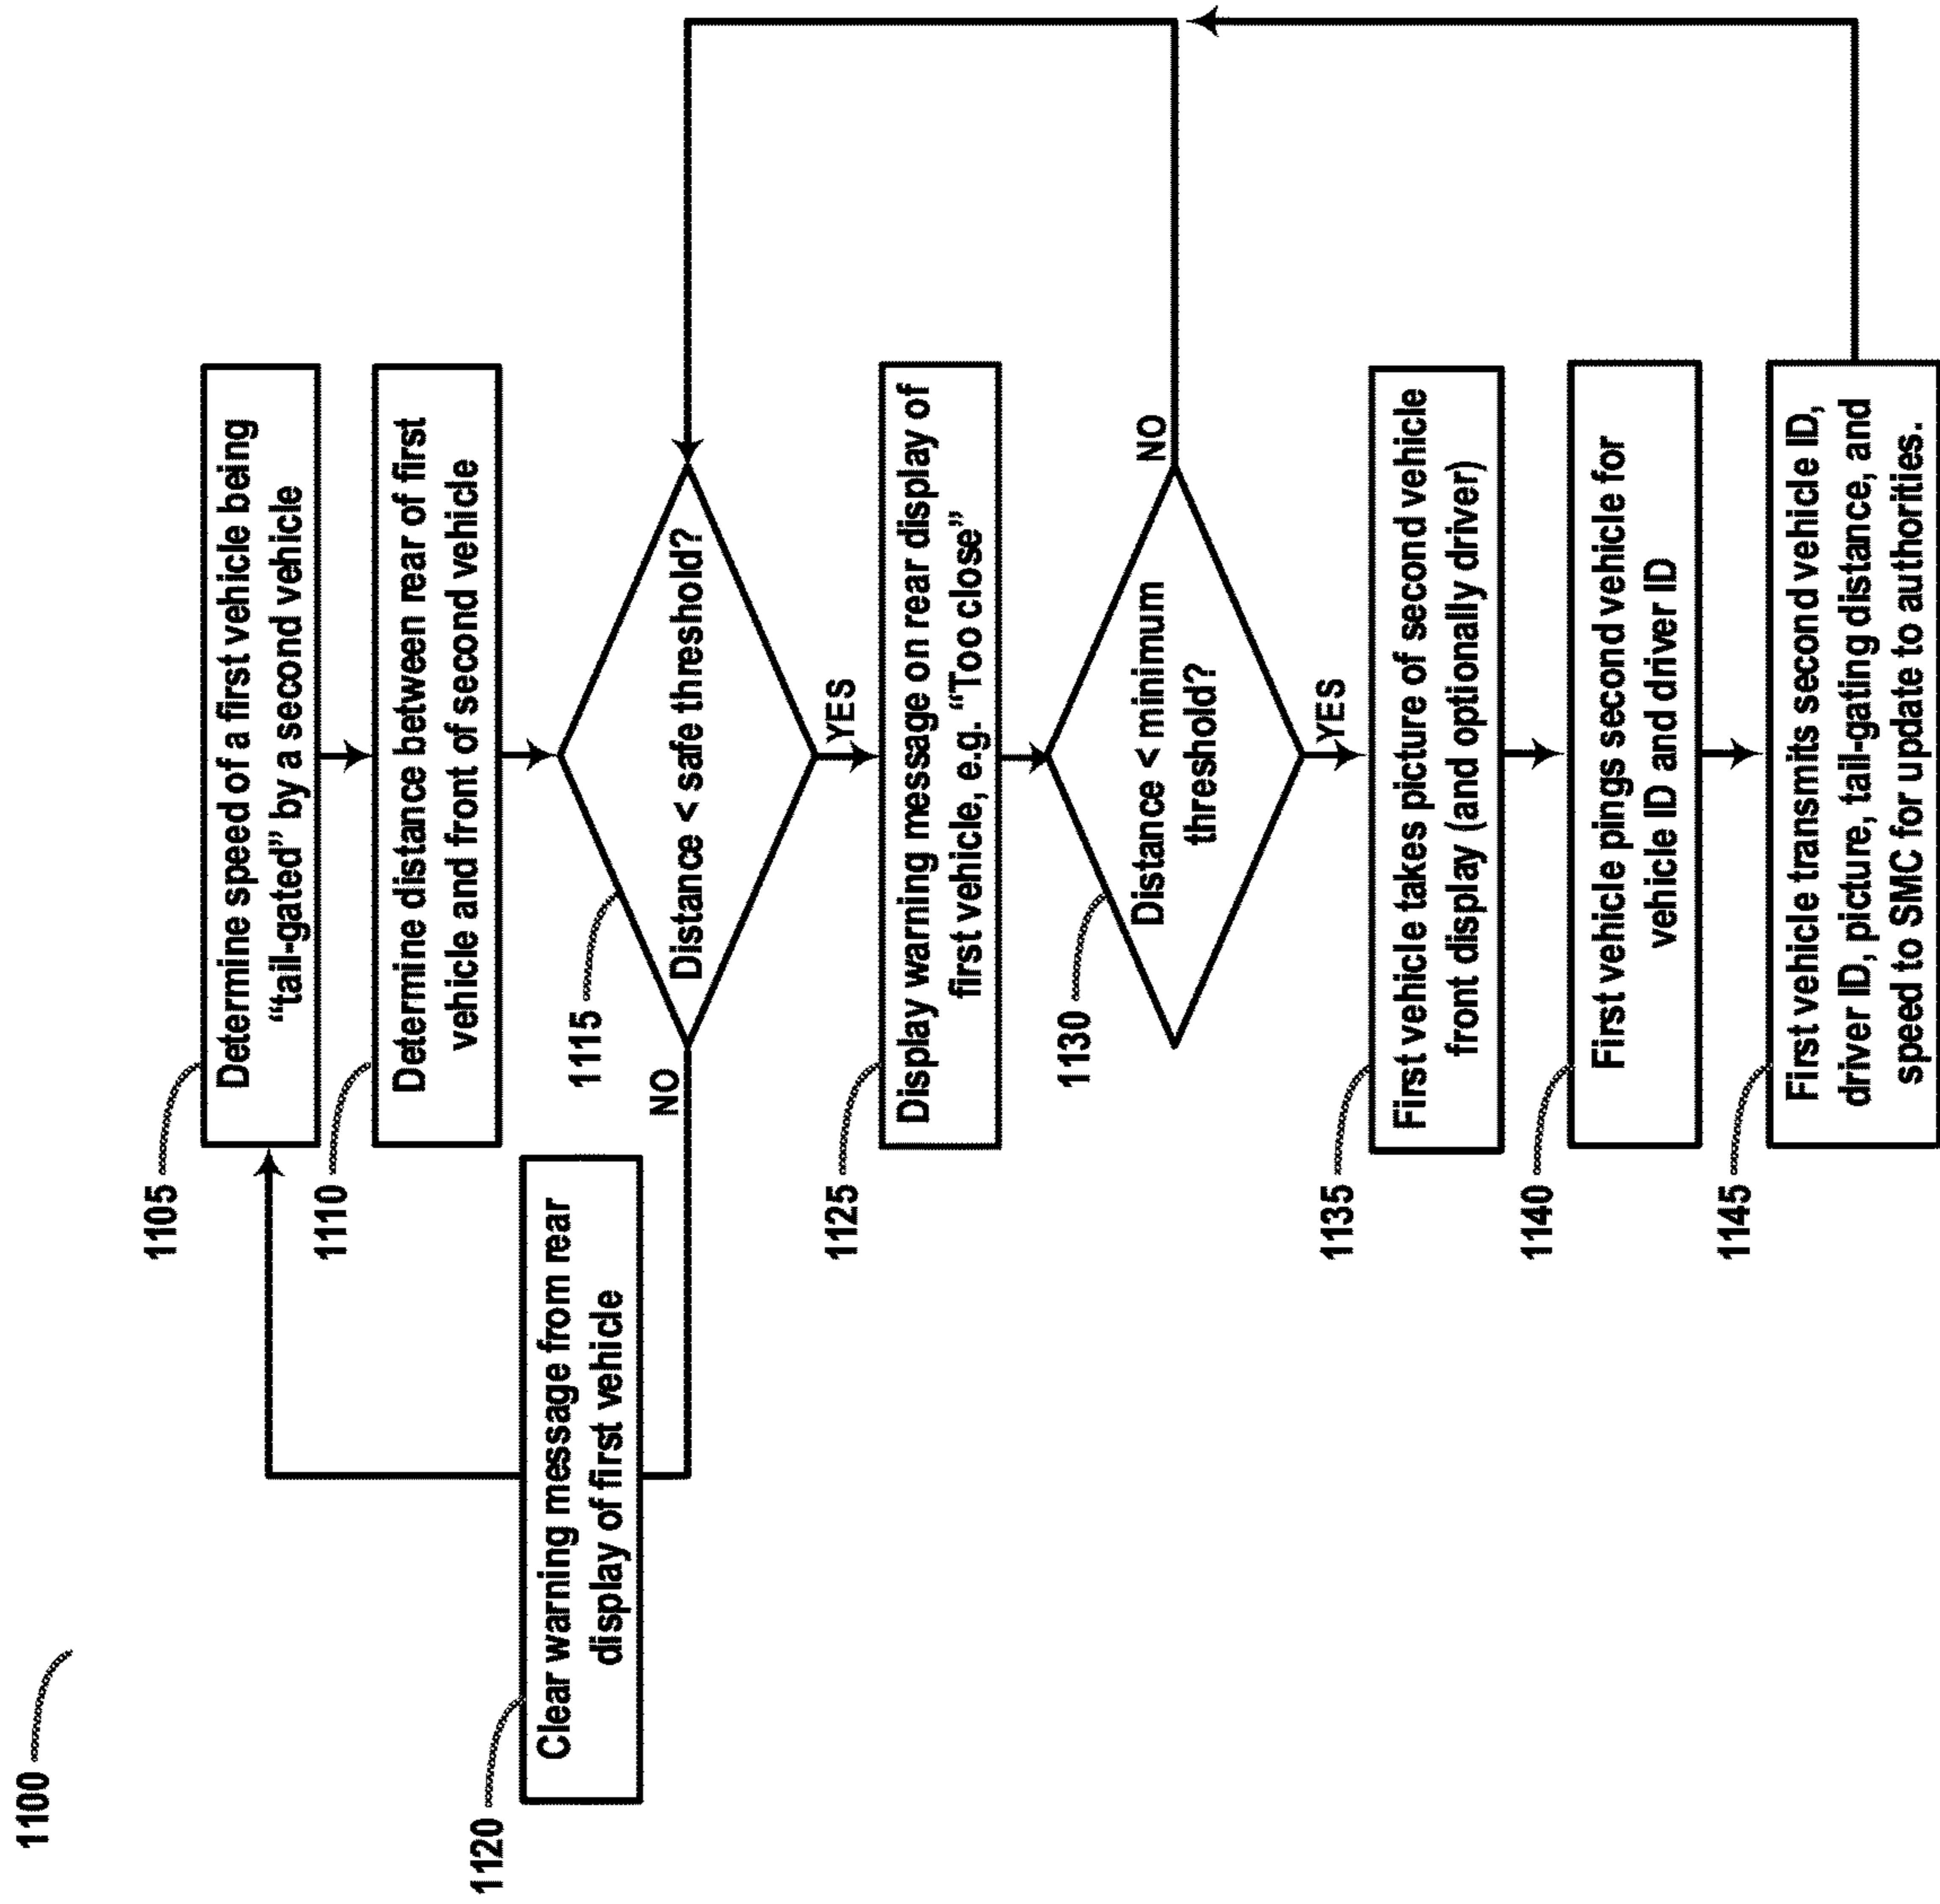 1100
1105
Determine speed of a first vehicle being
“tail-gated” by a second vehicle
1110
Determine distance between rear of first
vehicle and front of second vehicle
1115
Distance < safe threshold?
NO
YES
1120
Clear warning message from rear
display of first vehicle
1125
Display warning message on rear display of
first vehicle, e.g. “Too close”
1130
Distance < minimum
threshold?
NO
YES
1135
First vehicle takes picture of second vehicle
front display (and optionally driver)
1140
First vehicle pings second vehicle for
vehicle ID and driver ID
1145
First vehicle transmits second vehicle ID,
driver ID, picture, tail-gating distance, and
speed to SMC for update to authorities.